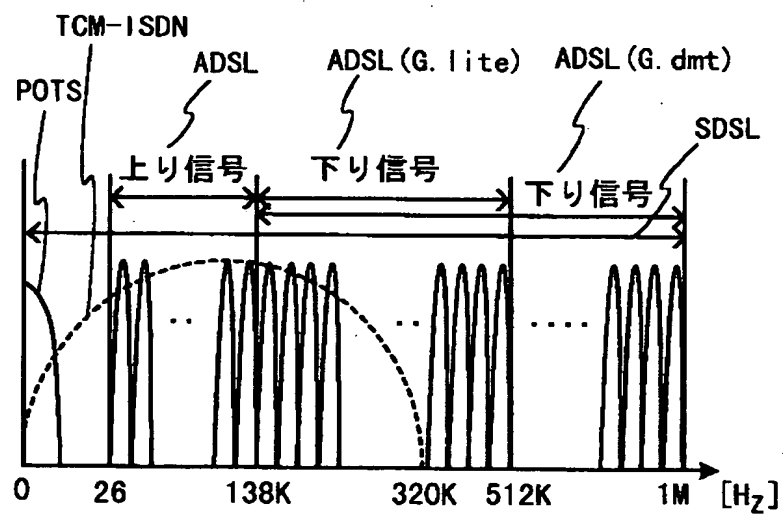 TCM-ISDN
ADSL ADSL(G.lite) ADSL(G.dmt)
POTS SDSL
上り信号 下り信号 下り信号
‥ ‥ ‥‥
0 26 138K 320K 512K 1M [HZ]